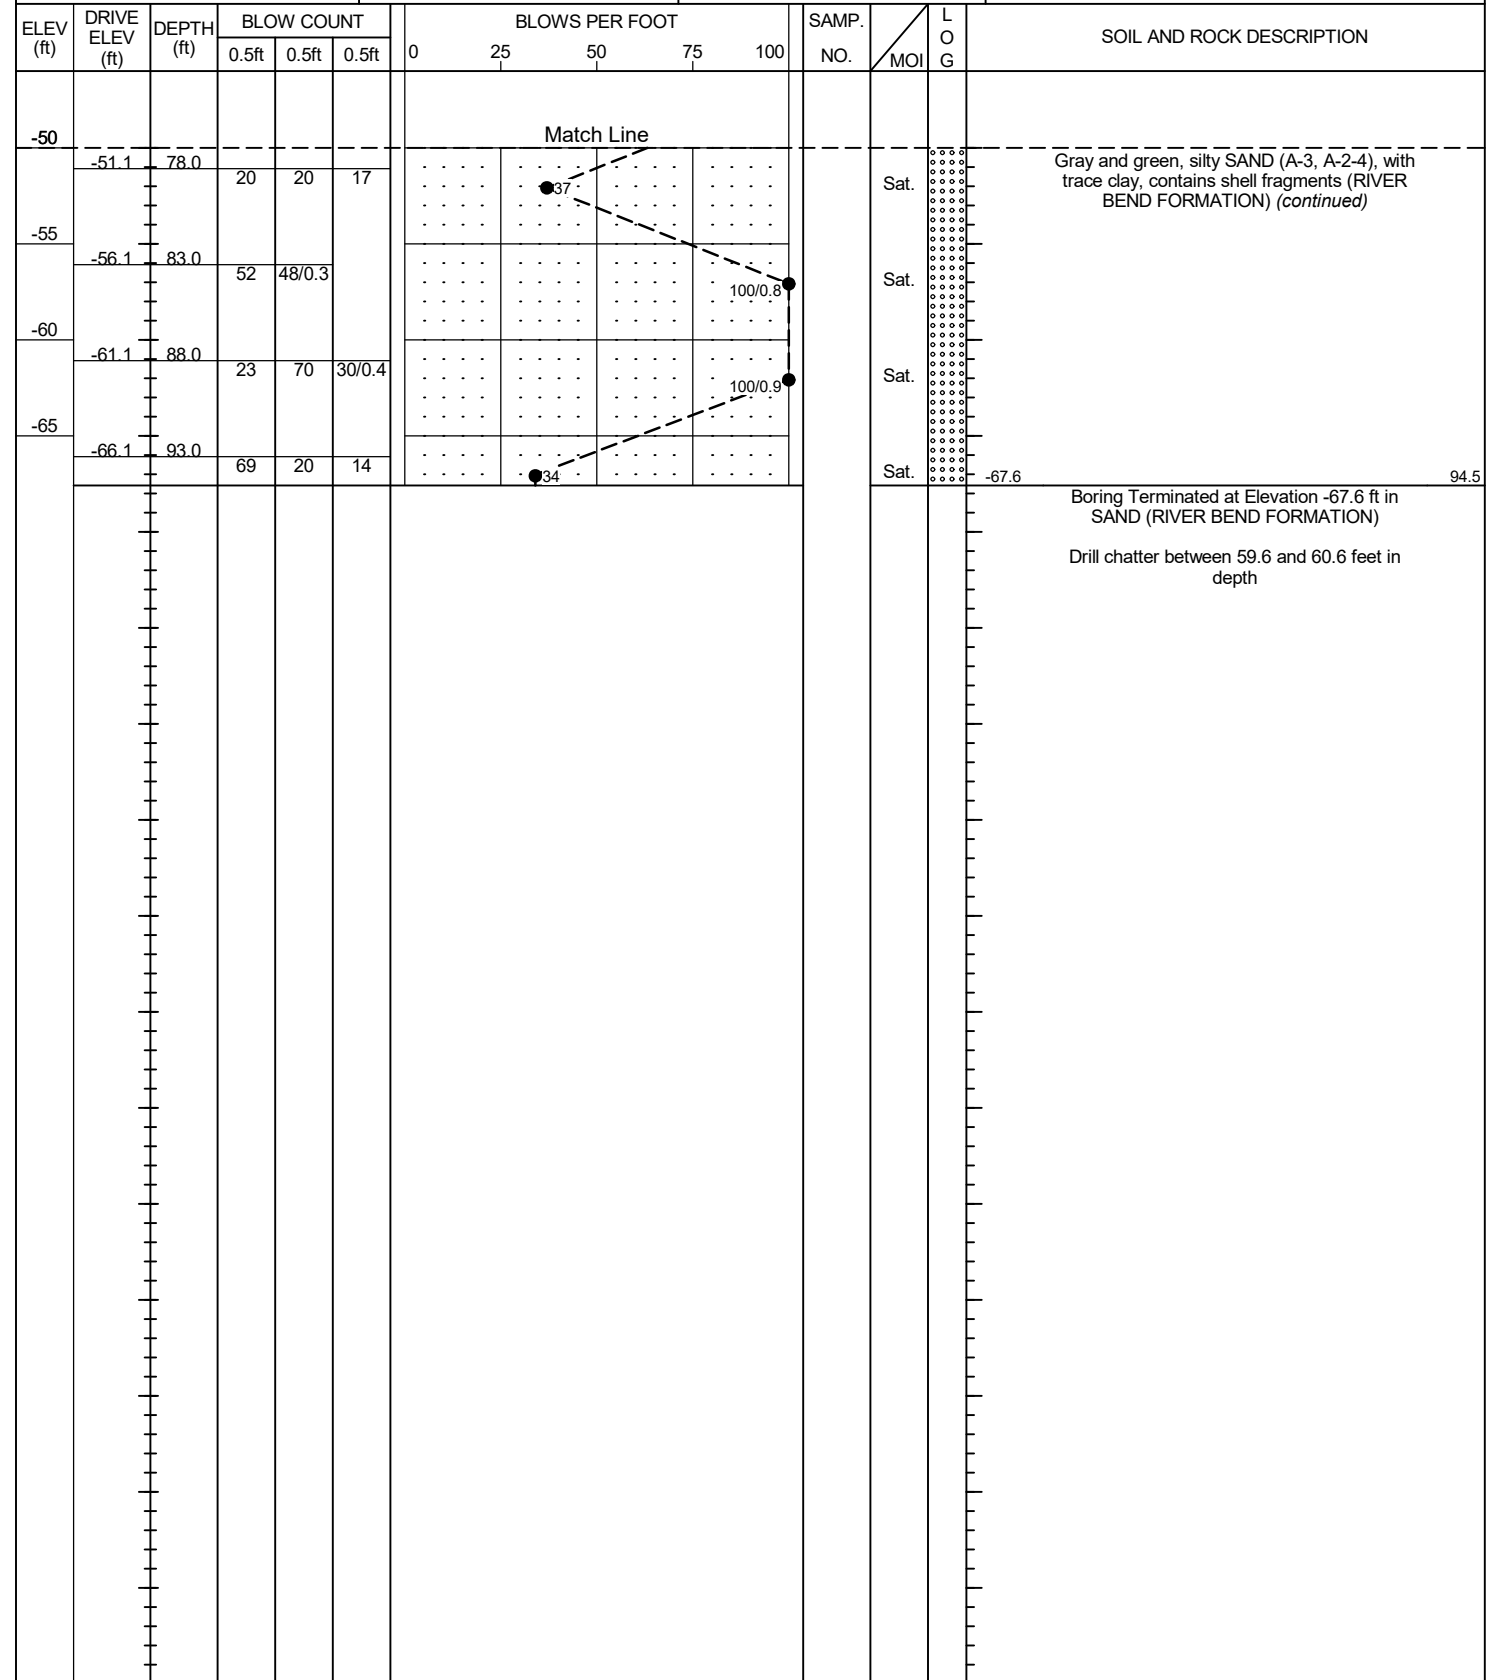 ELEV (ft) DRIVE ELEV (ft) DEPTH (ft) BLOW COUNT BLOWS PER FOOT SAMP. NO. MOI LOG SOIL AND ROCK DESCRIPTION
0.5ft 0.5ft 0.5ft 0 25 50 75 100
Match Line
-50
-51.1 78.0
20 20 17
37
Sat.
Gray and green, silty SAND (A-3, A-2-4), with
trace clay, contains shell fragments (RIVER
BEND FORMATION) (continued)
-55
-56.1 83.0
52 48/0.3
100/0.8
Sat.
-60
-61.1 88.0
23 70 30/0.4
100/0.9
Sat.
-65
-66.1 93.0
69 20 14
34
Sat.
-67.6 94.5
Boring Terminated at Elevation -67.6 ft in
SAND (RIVER BEND FORMATION)
Drill chatter between 59.6 and 60.6 feet in
depth